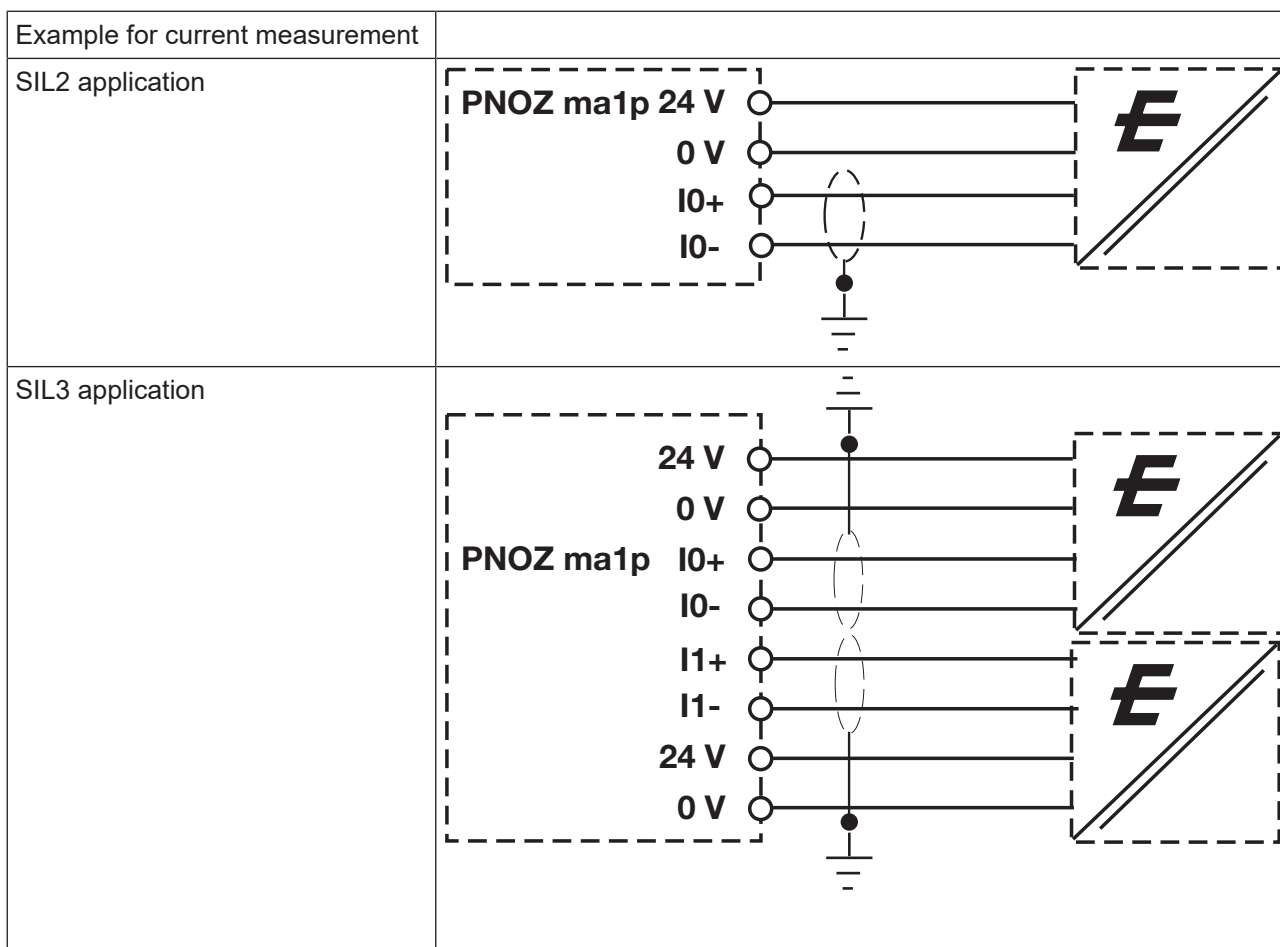 Example for current measurement
SIL2 application
PNOZ ma1p 24 V
0 V
I0+
I0-
SIL3 application
24 V
0 V
PNOZ ma1p I0+
I0-
I1+
I1-
24 V
0 V